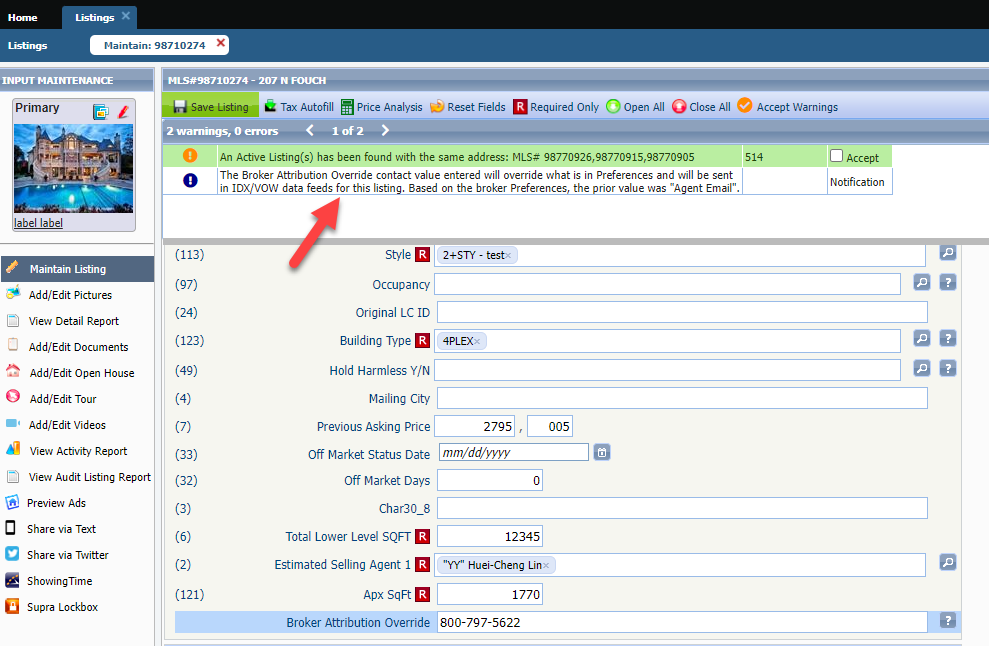 Home Listings ×
Listings Maintain: 98710274 ×
INPUT MAINTENANCE
Primary
label label
Maintain Listing
Add/Edit Pictures
View Detail Report
Add/Edit Documents
Add/Edit Open House
Add/Edit Tour
Add/Edit Videos
View Activity Report
View Audit Listing Report
Preview Ads
Share via Text
Share via Twitter
ShowingTime
Supra Lockbox
MLS#98710274 - 207 N FOUCH
Save Listing Tax Autofill Price Analysis Reset Fields R Required Only Open All Close All Accept Warnings
2 warnings, 0 errors 1 of 2
An Active Listing(s) has been found with the same address: MLS# 98770926,98770915,98770905 514 Accept
The Broker Attribution Override contact value entered will override what is in Preferences and will be sent
in IDX/VOW data feeds for this listing. Based on the broker Preferences, the prior value was "Agent Email". Notification
(113) Style R 2+STY - test×
(97) Occupancy ?
(24) Original LC ID
(123) Building Type R 4PLEX× ?
(49) Hold Harmless Y/N ?
(4) Mailing City
(7) Previous Asking Price 2795 , 005
(33) Off Market Status Date mm/dd/yyyy
(32) Off Market Days 0
(3) Char30_8
(6) Total Lower Level SQFT R 12345
(2) Estimated Selling Agent 1 R "YY" Huei-Cheng Lin×
(121) Apx SqFt R 1770
Broker Attribution Override 800-797-5622 ?